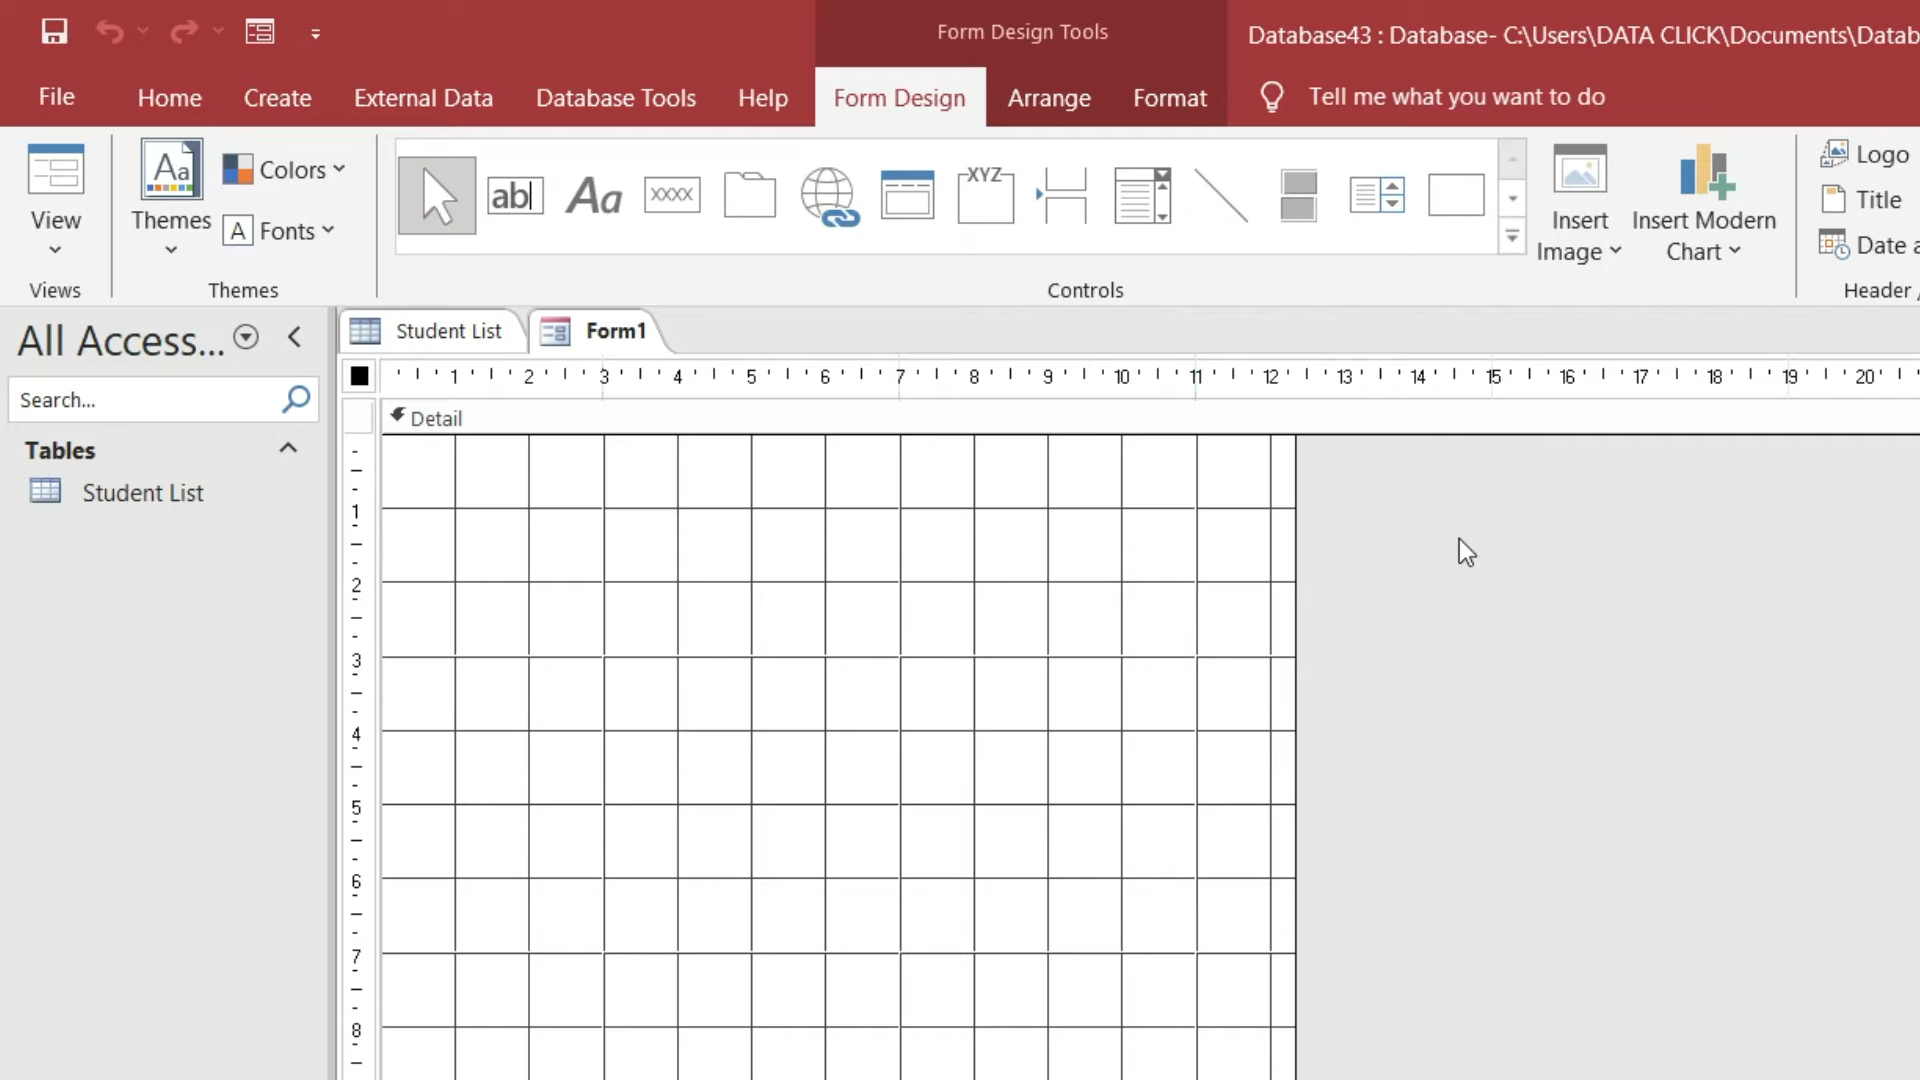 Form Design Tools
Database43 : Database- C:\Users\DATA CLICK\Documents\Datab
File Home Create External Data Database Tools Help Form Design Arrange Format Tell me what you want to do
View
Themes
Colors
Fonts
Aa
A
ab
Aa
XXXX
XYZ
Insert Image
Insert Modern Chart
Logo
Title
Date a
Views
Themes
Controls
Header /
All Access...
Search...
Tables
Student List
Student List
Form1
1 2 3 4 5 6 7 8 9 10 11 12 13 14 15 16 17 18 19 20
Detail
1
2
3
4
5
6
7
8